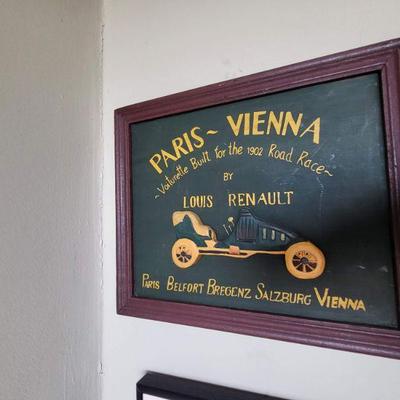 PARIS ~ VIENNA
~Voiturette Built for the 1902 Road Race~
BY
LOUIS RENAULT
PARIS BELFORT BREGENZ SALZBURG VIENNA